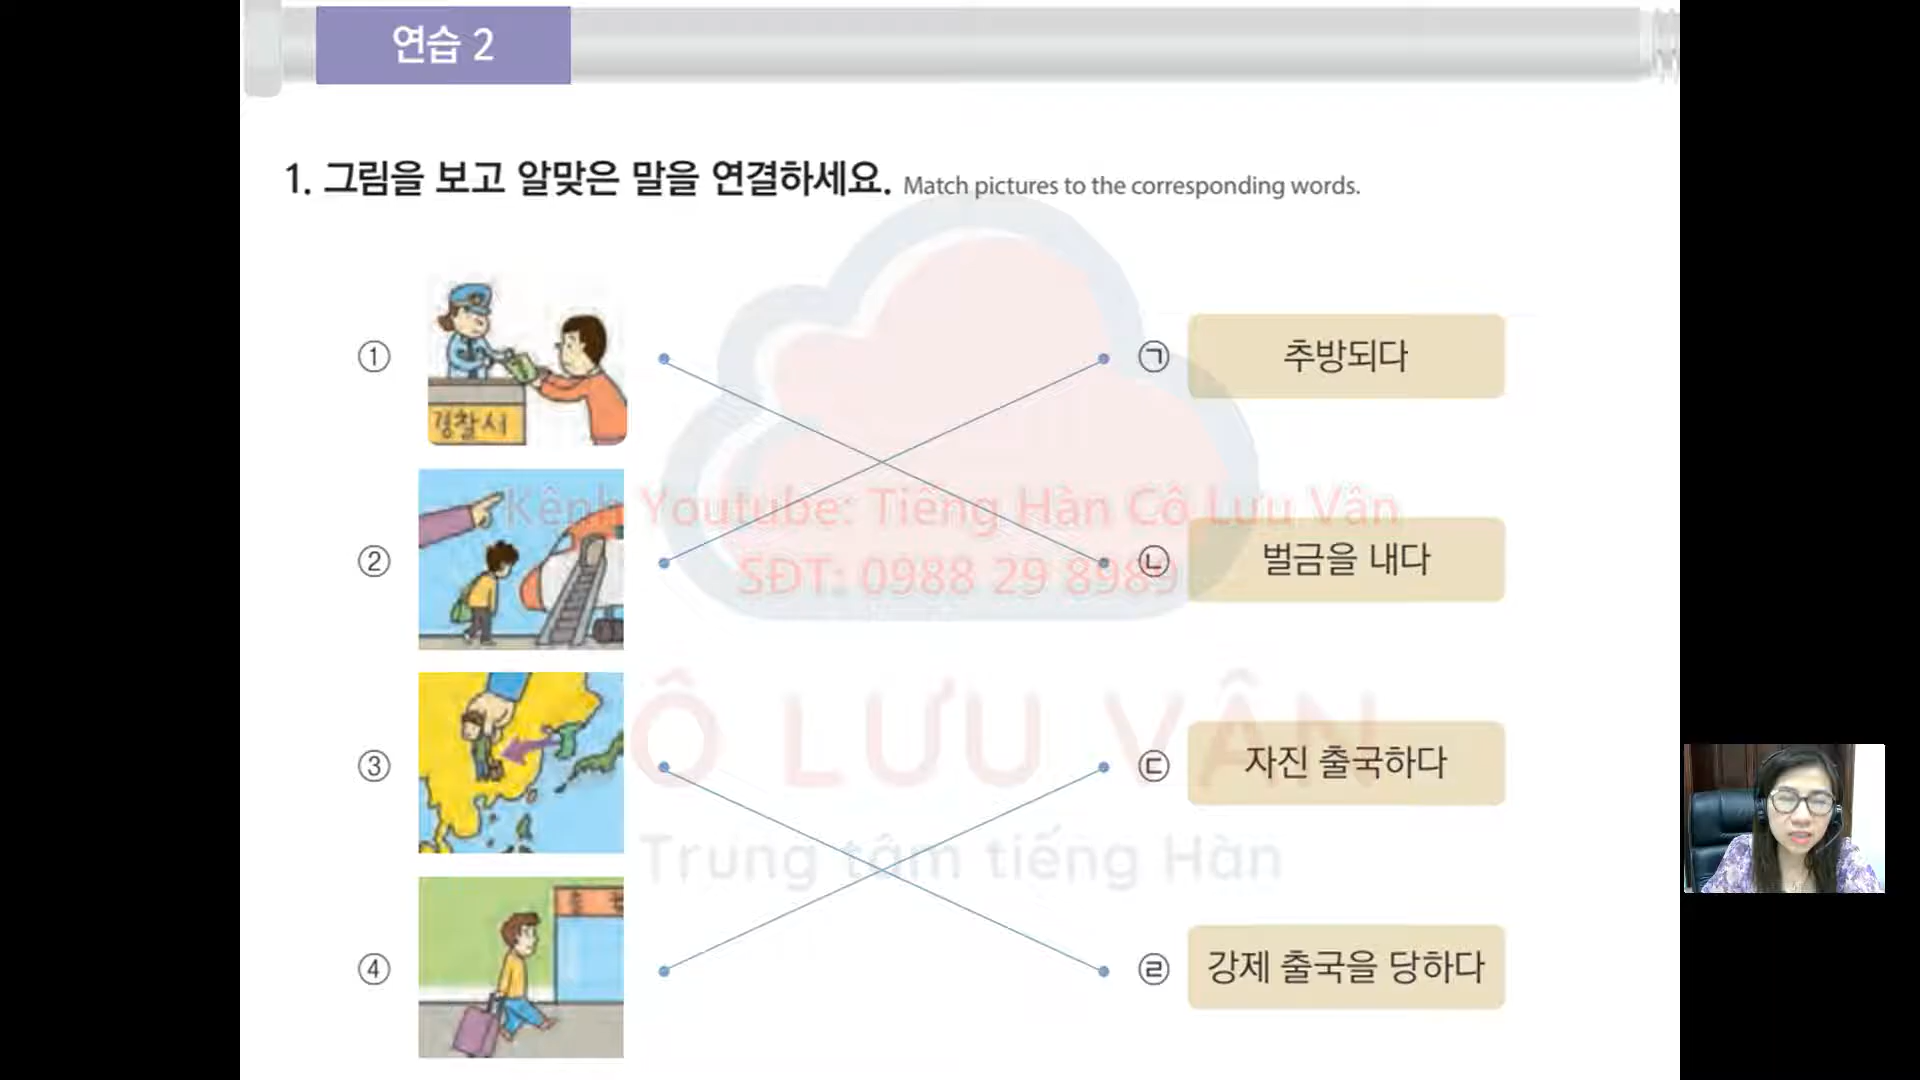 연습 2
1. 그림을 보고 알맞은 말을 연결하세요. Match pictures to the corresponding words.
① 경찰서
㉠ 추방되다
Kênh Youtube: Tiếng Hàn Cô Lưu Vân
②
㉡ 벌금을 내다
SĐT: 0988 29 8989
Ô LƯU VÂN
③
㉢ 자진 출국하다
Trung tâm tiếng Hàn
④
㉣ 강제 출국을 당하다